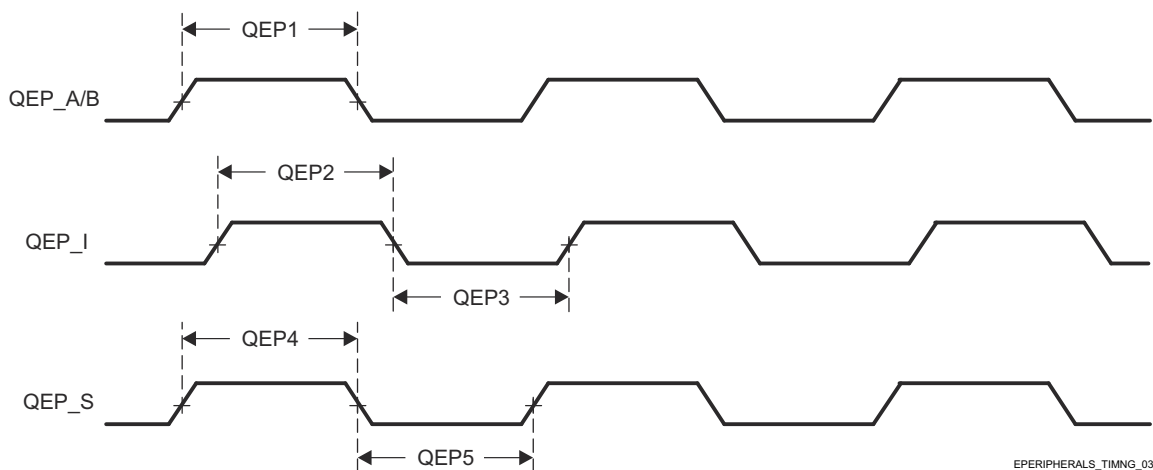 QEP1
QEP_A/B
QEP2
QEP_I
QEP3
QEP4
QEP_S
QEP5
EPERIPHERALS_TIMNG_03